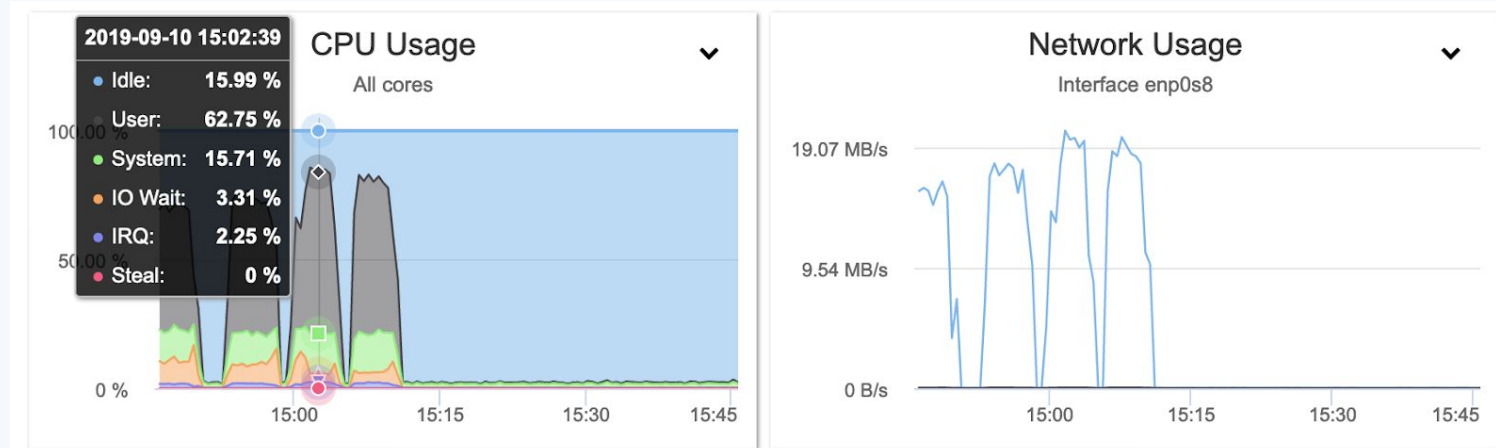 2019-09-10 15:02:39
Idle: 15.99 %
User: 62.75 %
System: 15.71 %
IO Wait: 3.31 %
IRQ: 2.25 %
Steal: 0 %
CPU Usage
All cores
100.00 %
50.00 %
0 %
15:00 15:15 15:30 15:45
Network Usage
Interface enp0s8
19.07 MB/s
9.54 MB/s
0 B/s
15:00 15:15 15:30 15:45